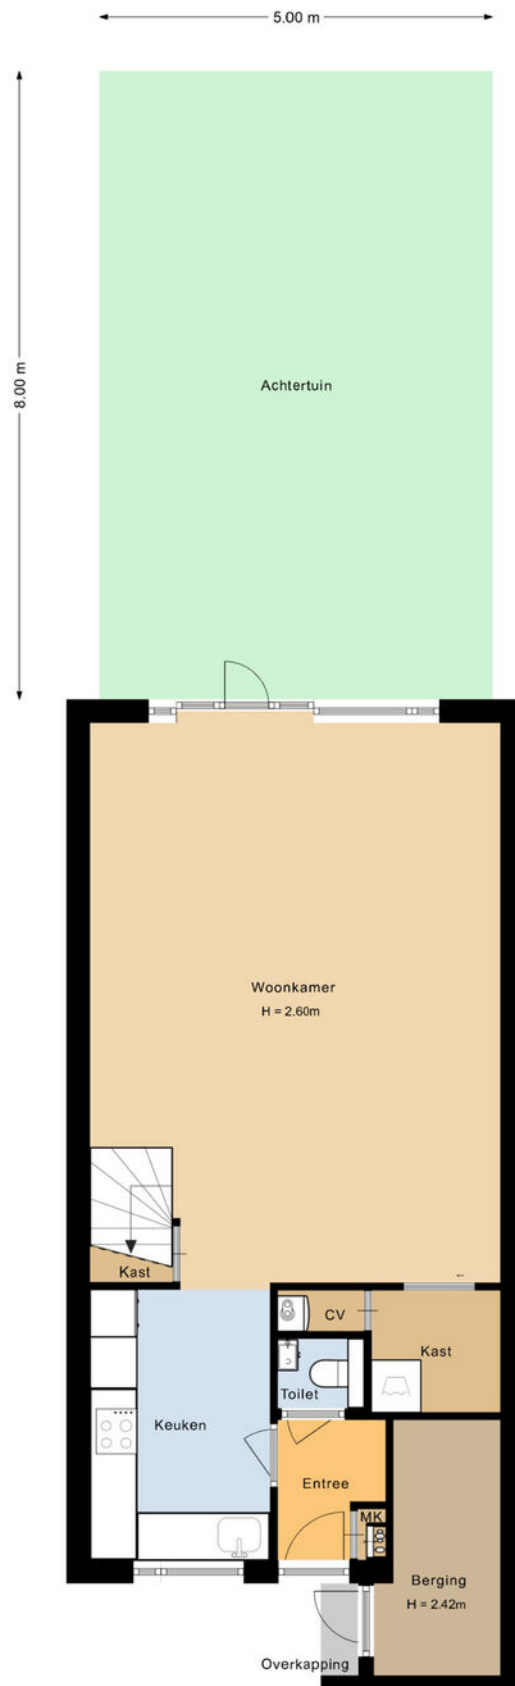 5.00 m
8.00 m
Achtertuin
Woonkamer
H = 2.60m
Kast
CV
Kast
Toilet
Keuken
Entree
MK
Berging
H = 2.42m
Overkapping